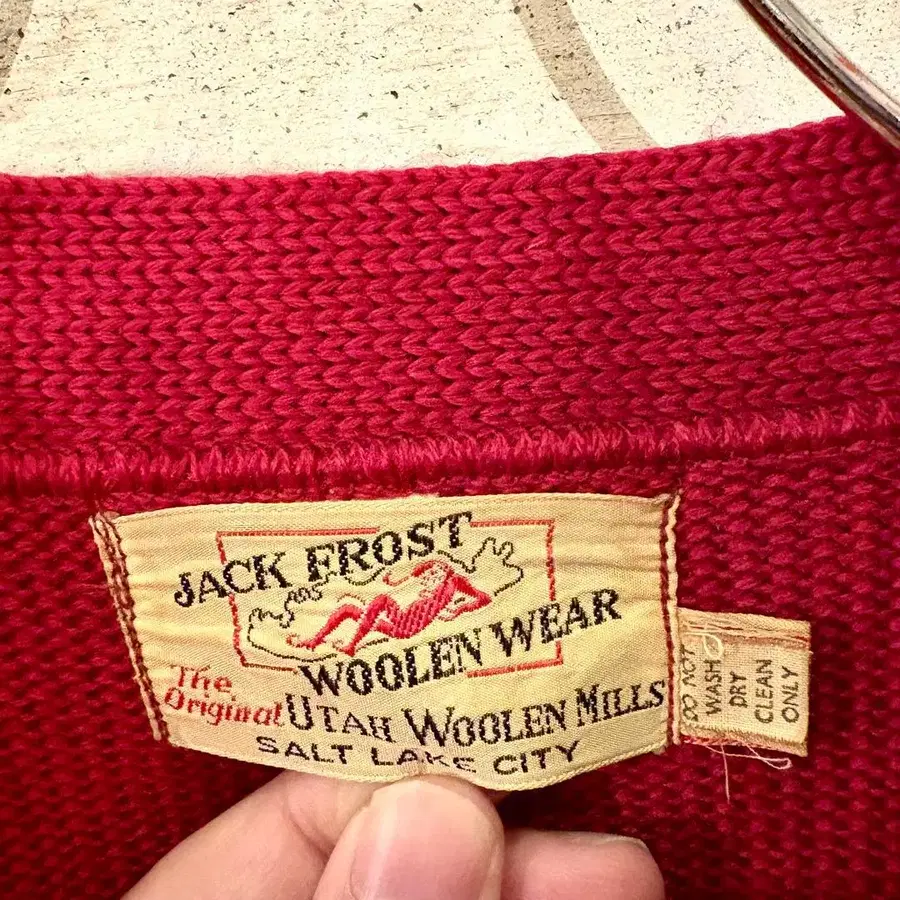 JACK FROST
WOOLEN WEAR
The
Original
UTAH WOOLEN MILLS
SALT LAKE CITY
DO NOT
WASH
DRY
CLEAN
ONLY